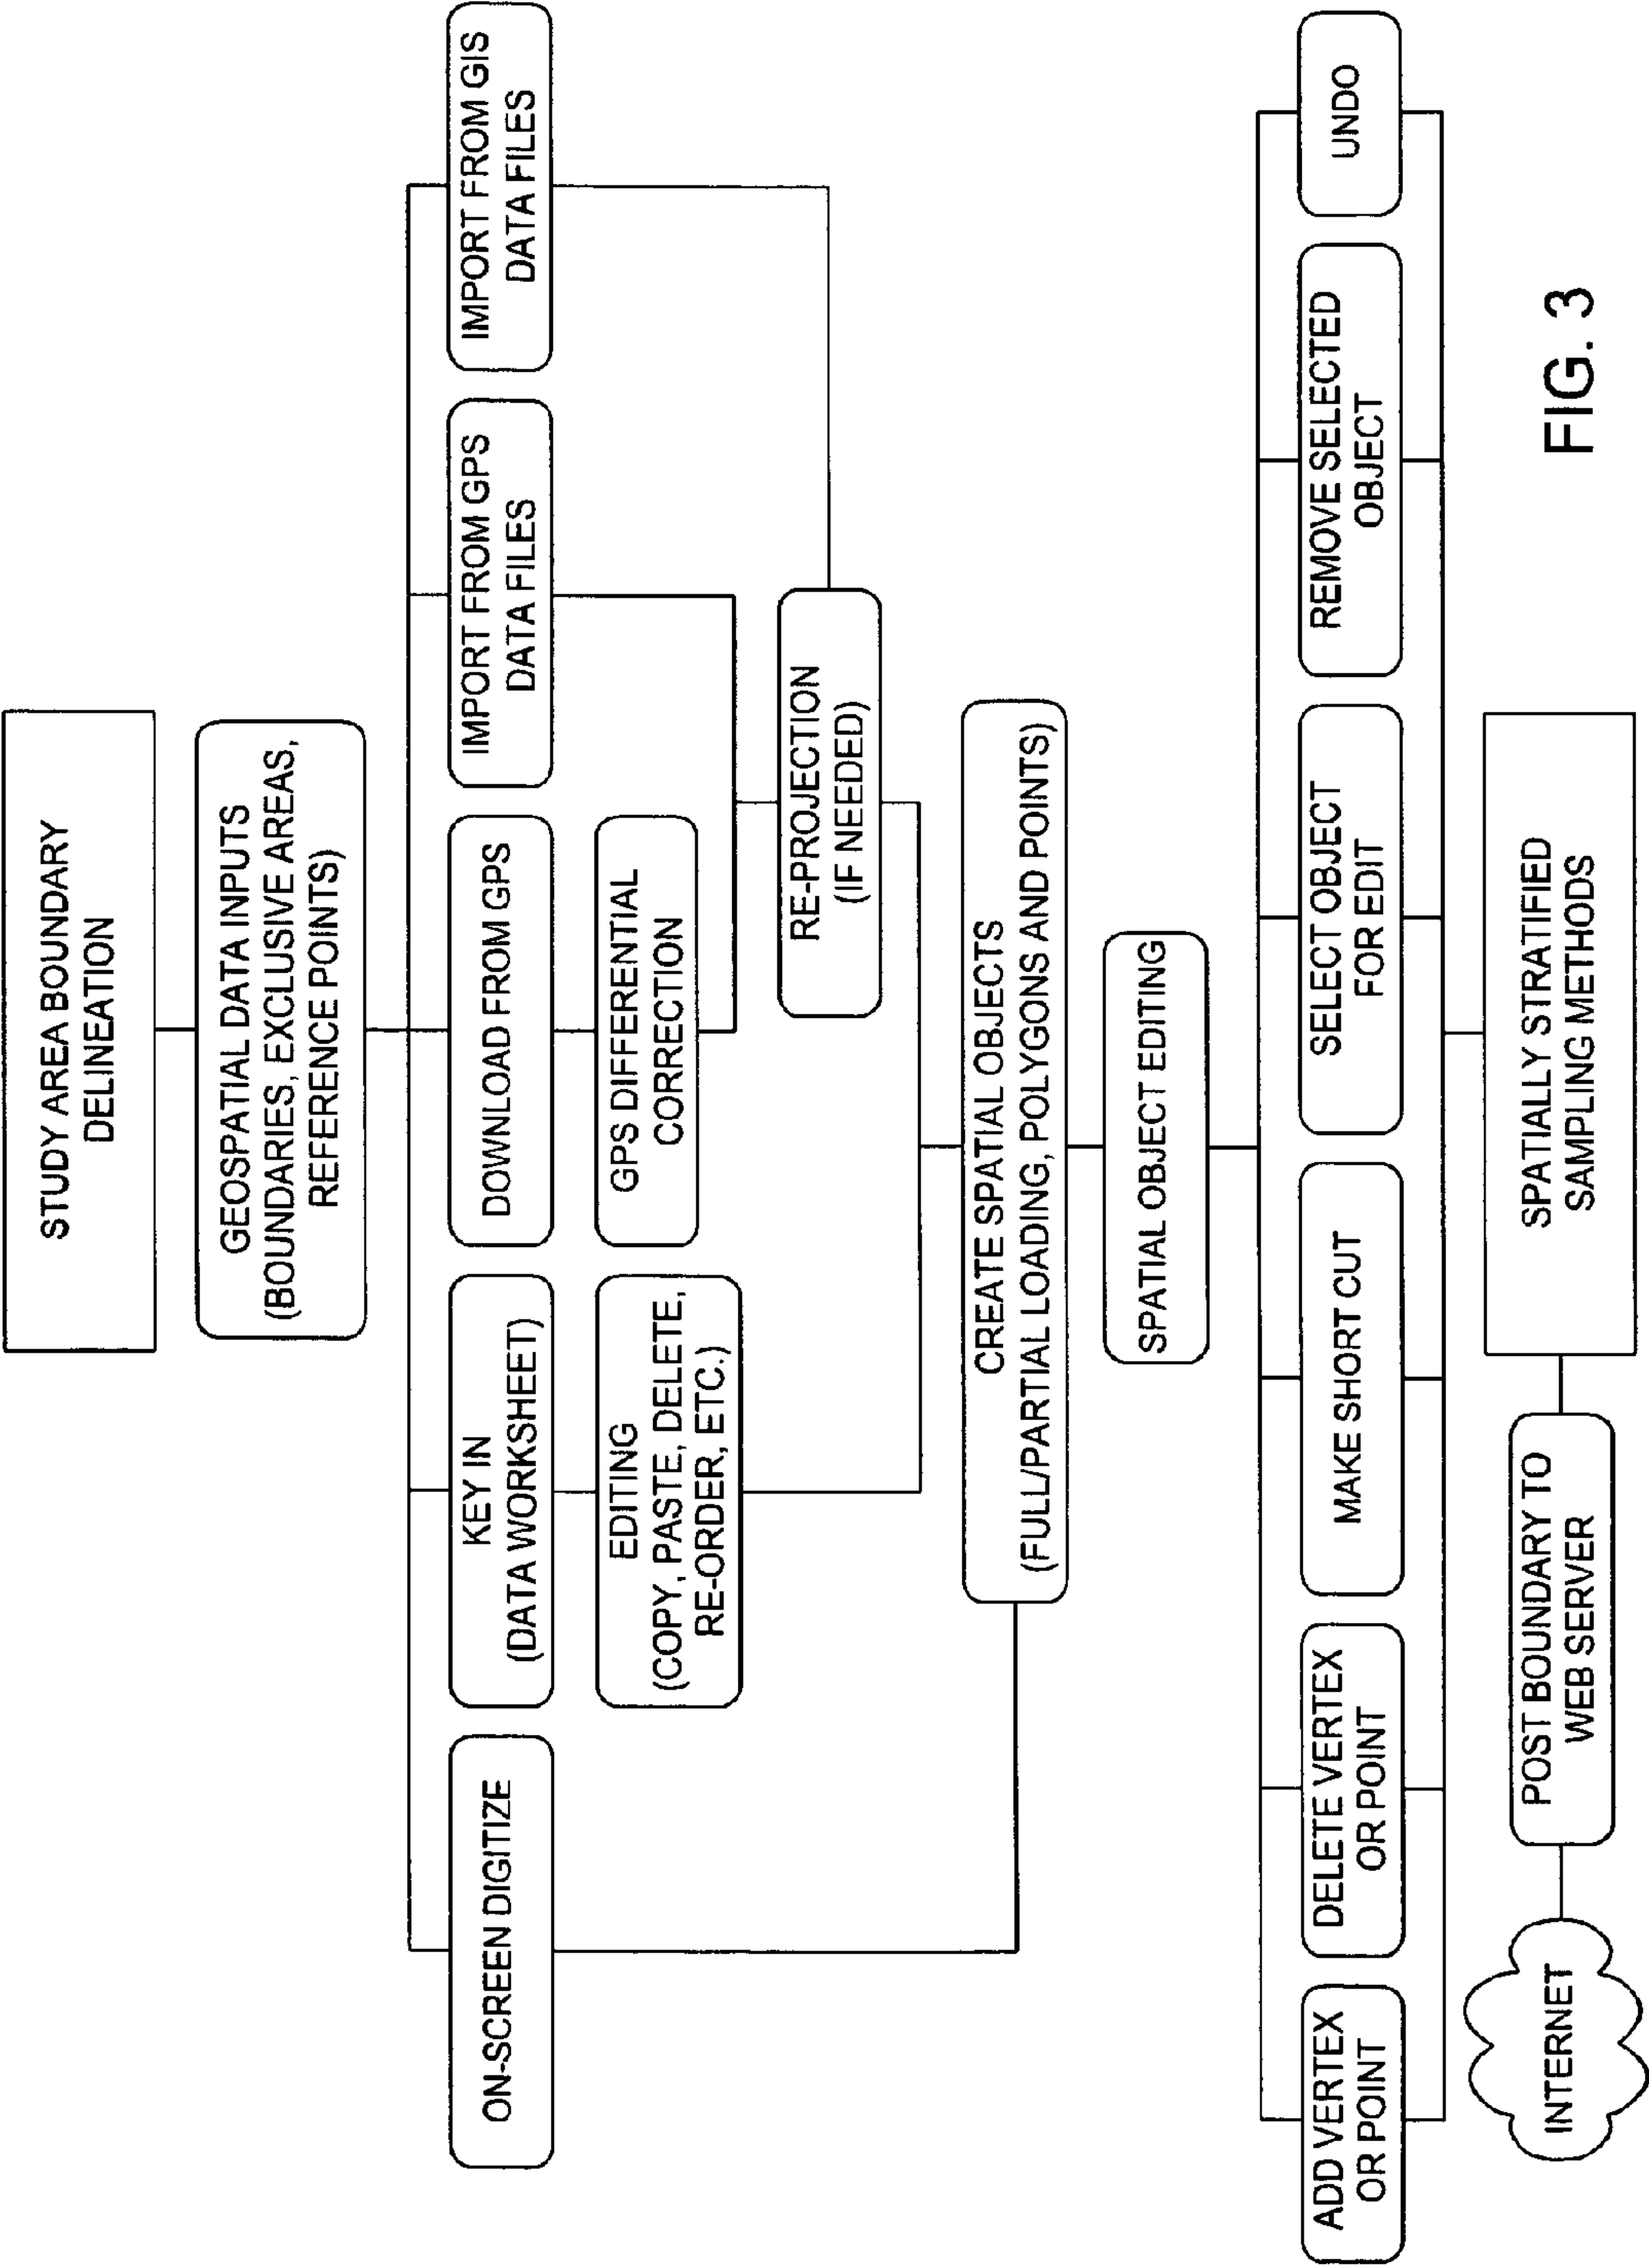 STUDY AREA BOUNDARY
DELINEATION
GEOSPATIAL DATA INPUTS
(BOUNDARIES, EXCLUSIVE AREAS,
REFERENCE POINTS)
ON-SCREEN DIGITIZE
KEY IN
(DATA WORKSHEET)
DOWNLOAD FROM GPS
IMPORT FROM GPS
DATA FILES
IMPORT FROM GIS
DATA FILES
EDITING
(COPY, PASTE, DELETE,
RE-ORDER, ETC.)
GPS DIFFERENTIAL
CORRECTION
RE-PROJECTION
(IF NEEDED)
CREATE SPATIAL OBJECTS
(FULL/PARTIAL LOADING, POLYGONS AND POINTS)
SPATIAL OBJECT EDITING
ADD VERTEX
OR POINT
DELETE VERTEX
OR POINT
MAKE SHORT CUT
SELECT OBJECT
FOR EDIT
REMOVE SELECTED
OBJECT
UNDO
INTERNET
POST BOUNDARY TO
WEB SERVER
SPATIALLY STRATIFIED
SAMPLING METHODS
FIG. 3